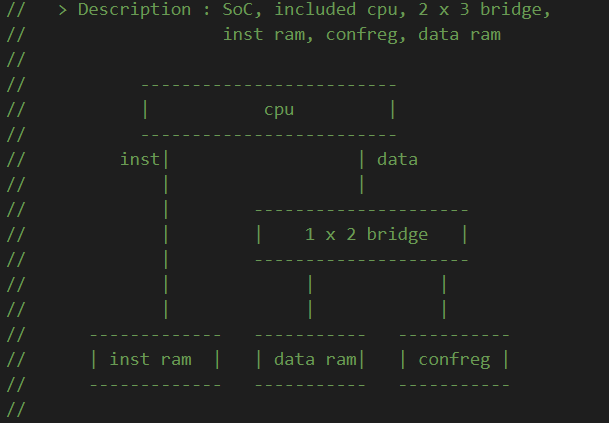 //   > Description : SoC, included cpu, 2 x 3 bridge,
//                   inst ram, confreg, data ram
//
//           -------------------------
//           |           cpu         |
//           -------------------------
//         inst|                  | data
//             |                  |
//             |        ---------------------
//             |        |    1 x 2 bridge   |
//             |        ---------------------
//             |             |            |
//             |             |            |
//      -------------   -----------   -----------
//      | inst ram  |   | data ram|   | confreg |
//      -------------   -----------   -----------
//